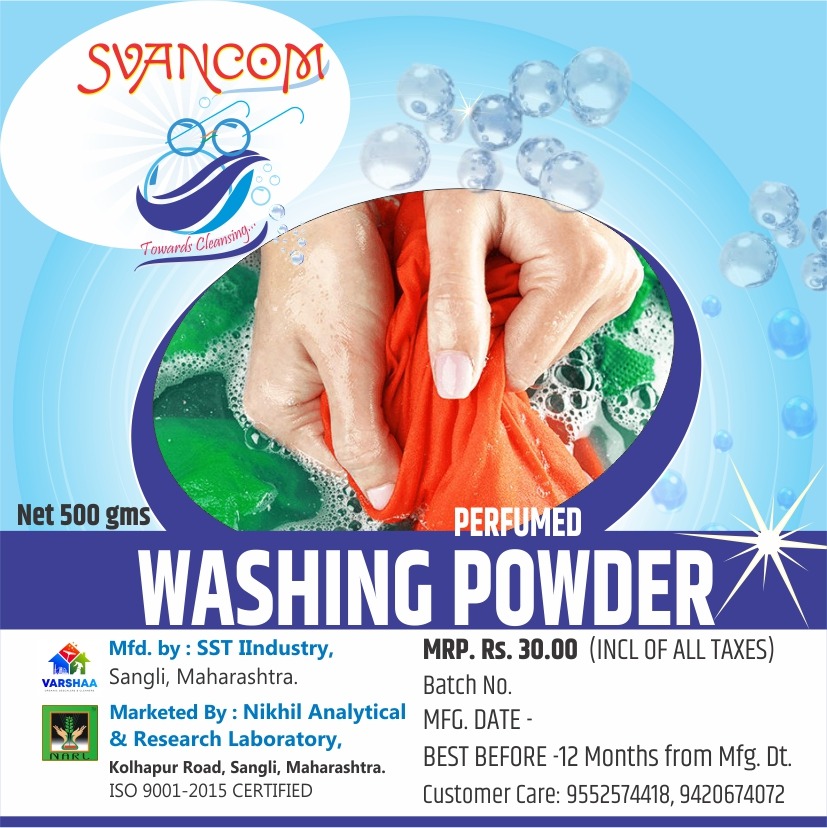 SVANCOM
Towards Cleansing...
Net 500 gms
PERFUMED
WASHING POWDER
VARSHAA
Mfd. by : SST IIndustry,
Sangli, Maharashtra.
NARL
Marketed By : Nikhil Analytical
& Research Laboratory,
Kolhapur Road, Sangli, Maharashtra.
ISO 9001-2015 CERTIFIED
MRP. Rs. 30.00 (INCL OF ALL TAXES)
Batch No.
MFG. DATE -
BEST BEFORE -12 Months from Mfg. Dt.
Customer Care: 9552574418, 9420674072